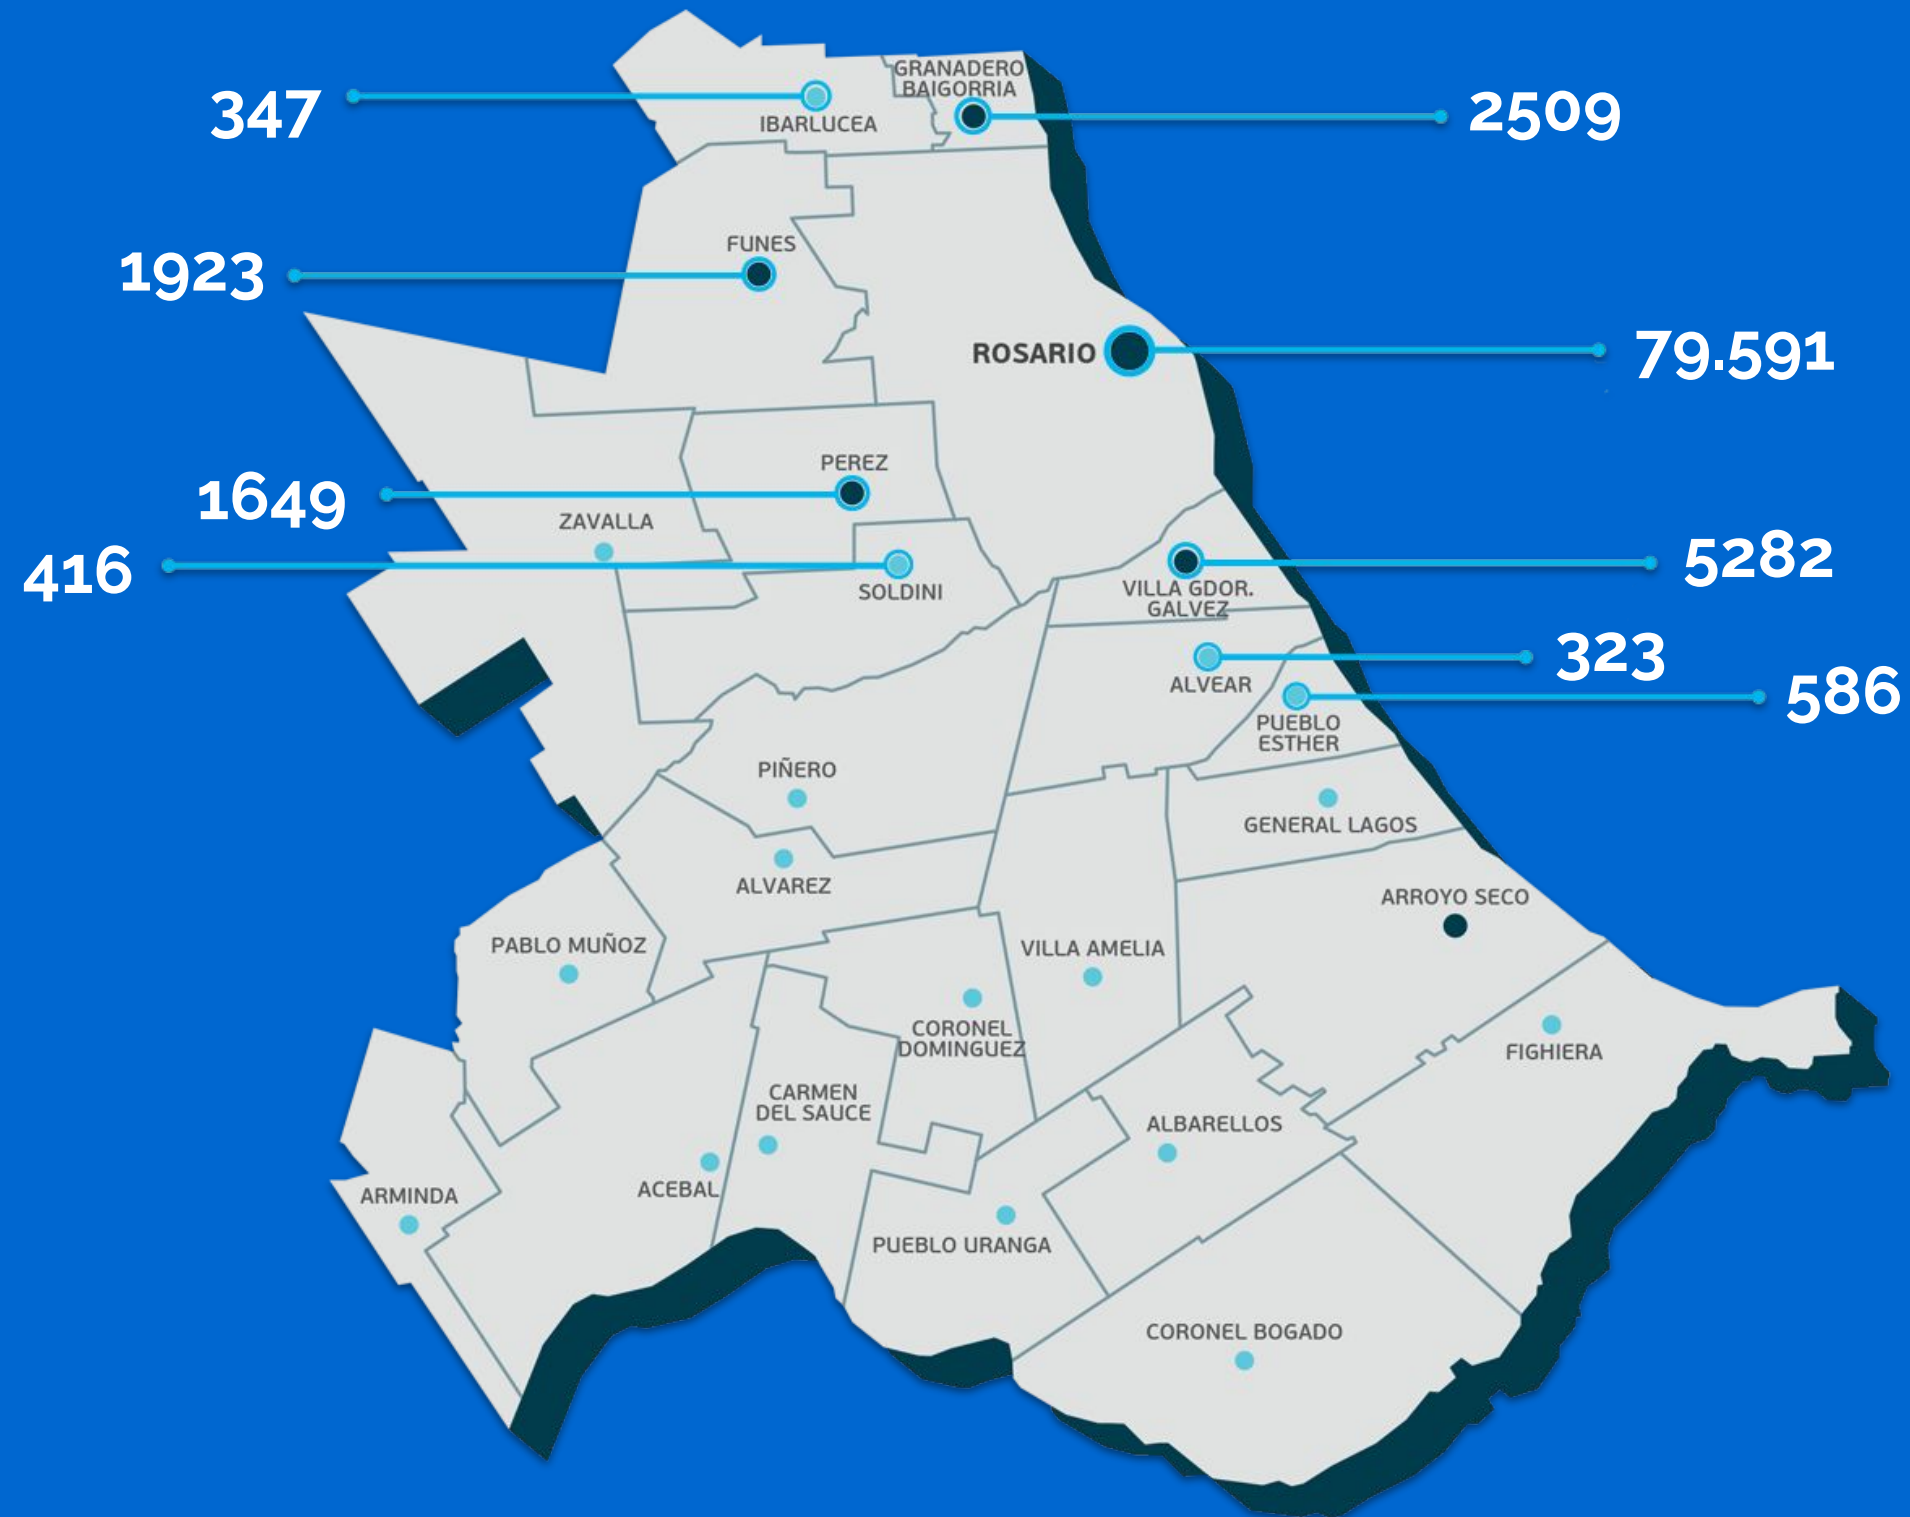 GRANADERO
BAIGORRIA
347
2509
IBARLUCEA
FUNES
1923
ROSARIO
79.591
PEREZ
1649
ZAVALLA
416
SOLDINI
5282
VILLA GDOR.
GALVEZ
323
ALVEAR
586
PUEBLO
ESTHER
PIÑERO
GENERAL LAGOS
ALVAREZ
ARROYO SECO
PABLO MUÑOZ
VILLA AMELIA
CORONEL
DOMINGUEZ
FIGHIERA
CARMEN
DEL SAUCE
ALBARELLOS
ACEBAL
ARMINDA
PUEBLO URANGA
CORONEL BOGADO